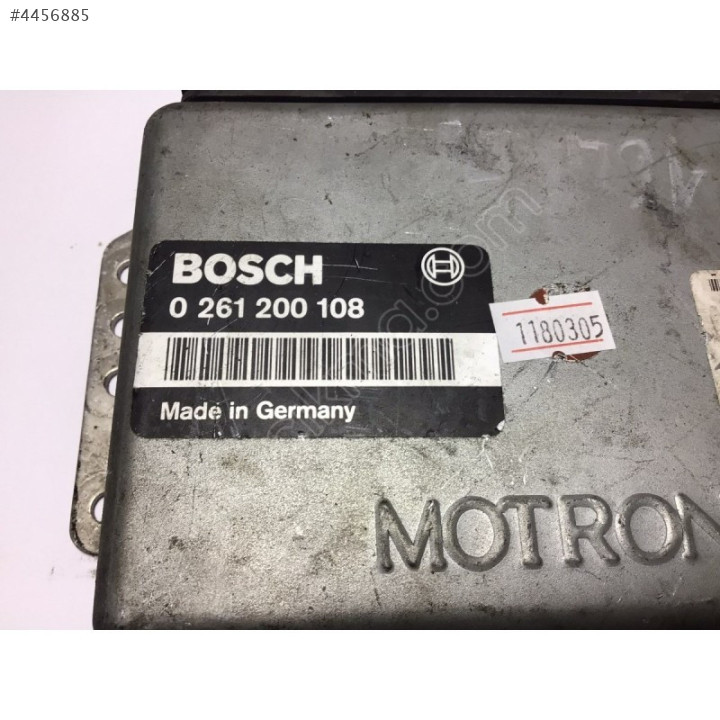 #4456885
BOSCH
0 261 200 108
1180305
Made in Germany
MOTRON